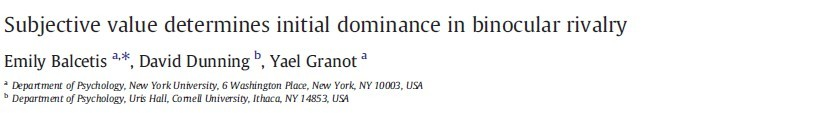 Subjective value determines initial dominance in binocular rivalry
Emily Balcetis a,*, David Dunning b, Yael Granot a
a Department of Psychology, New York University, 6 Washington Place, New York, NY 10003, USA
b Department of Psychology, Uris Hall, Cornell University, Ithaca, NY 14853, USA